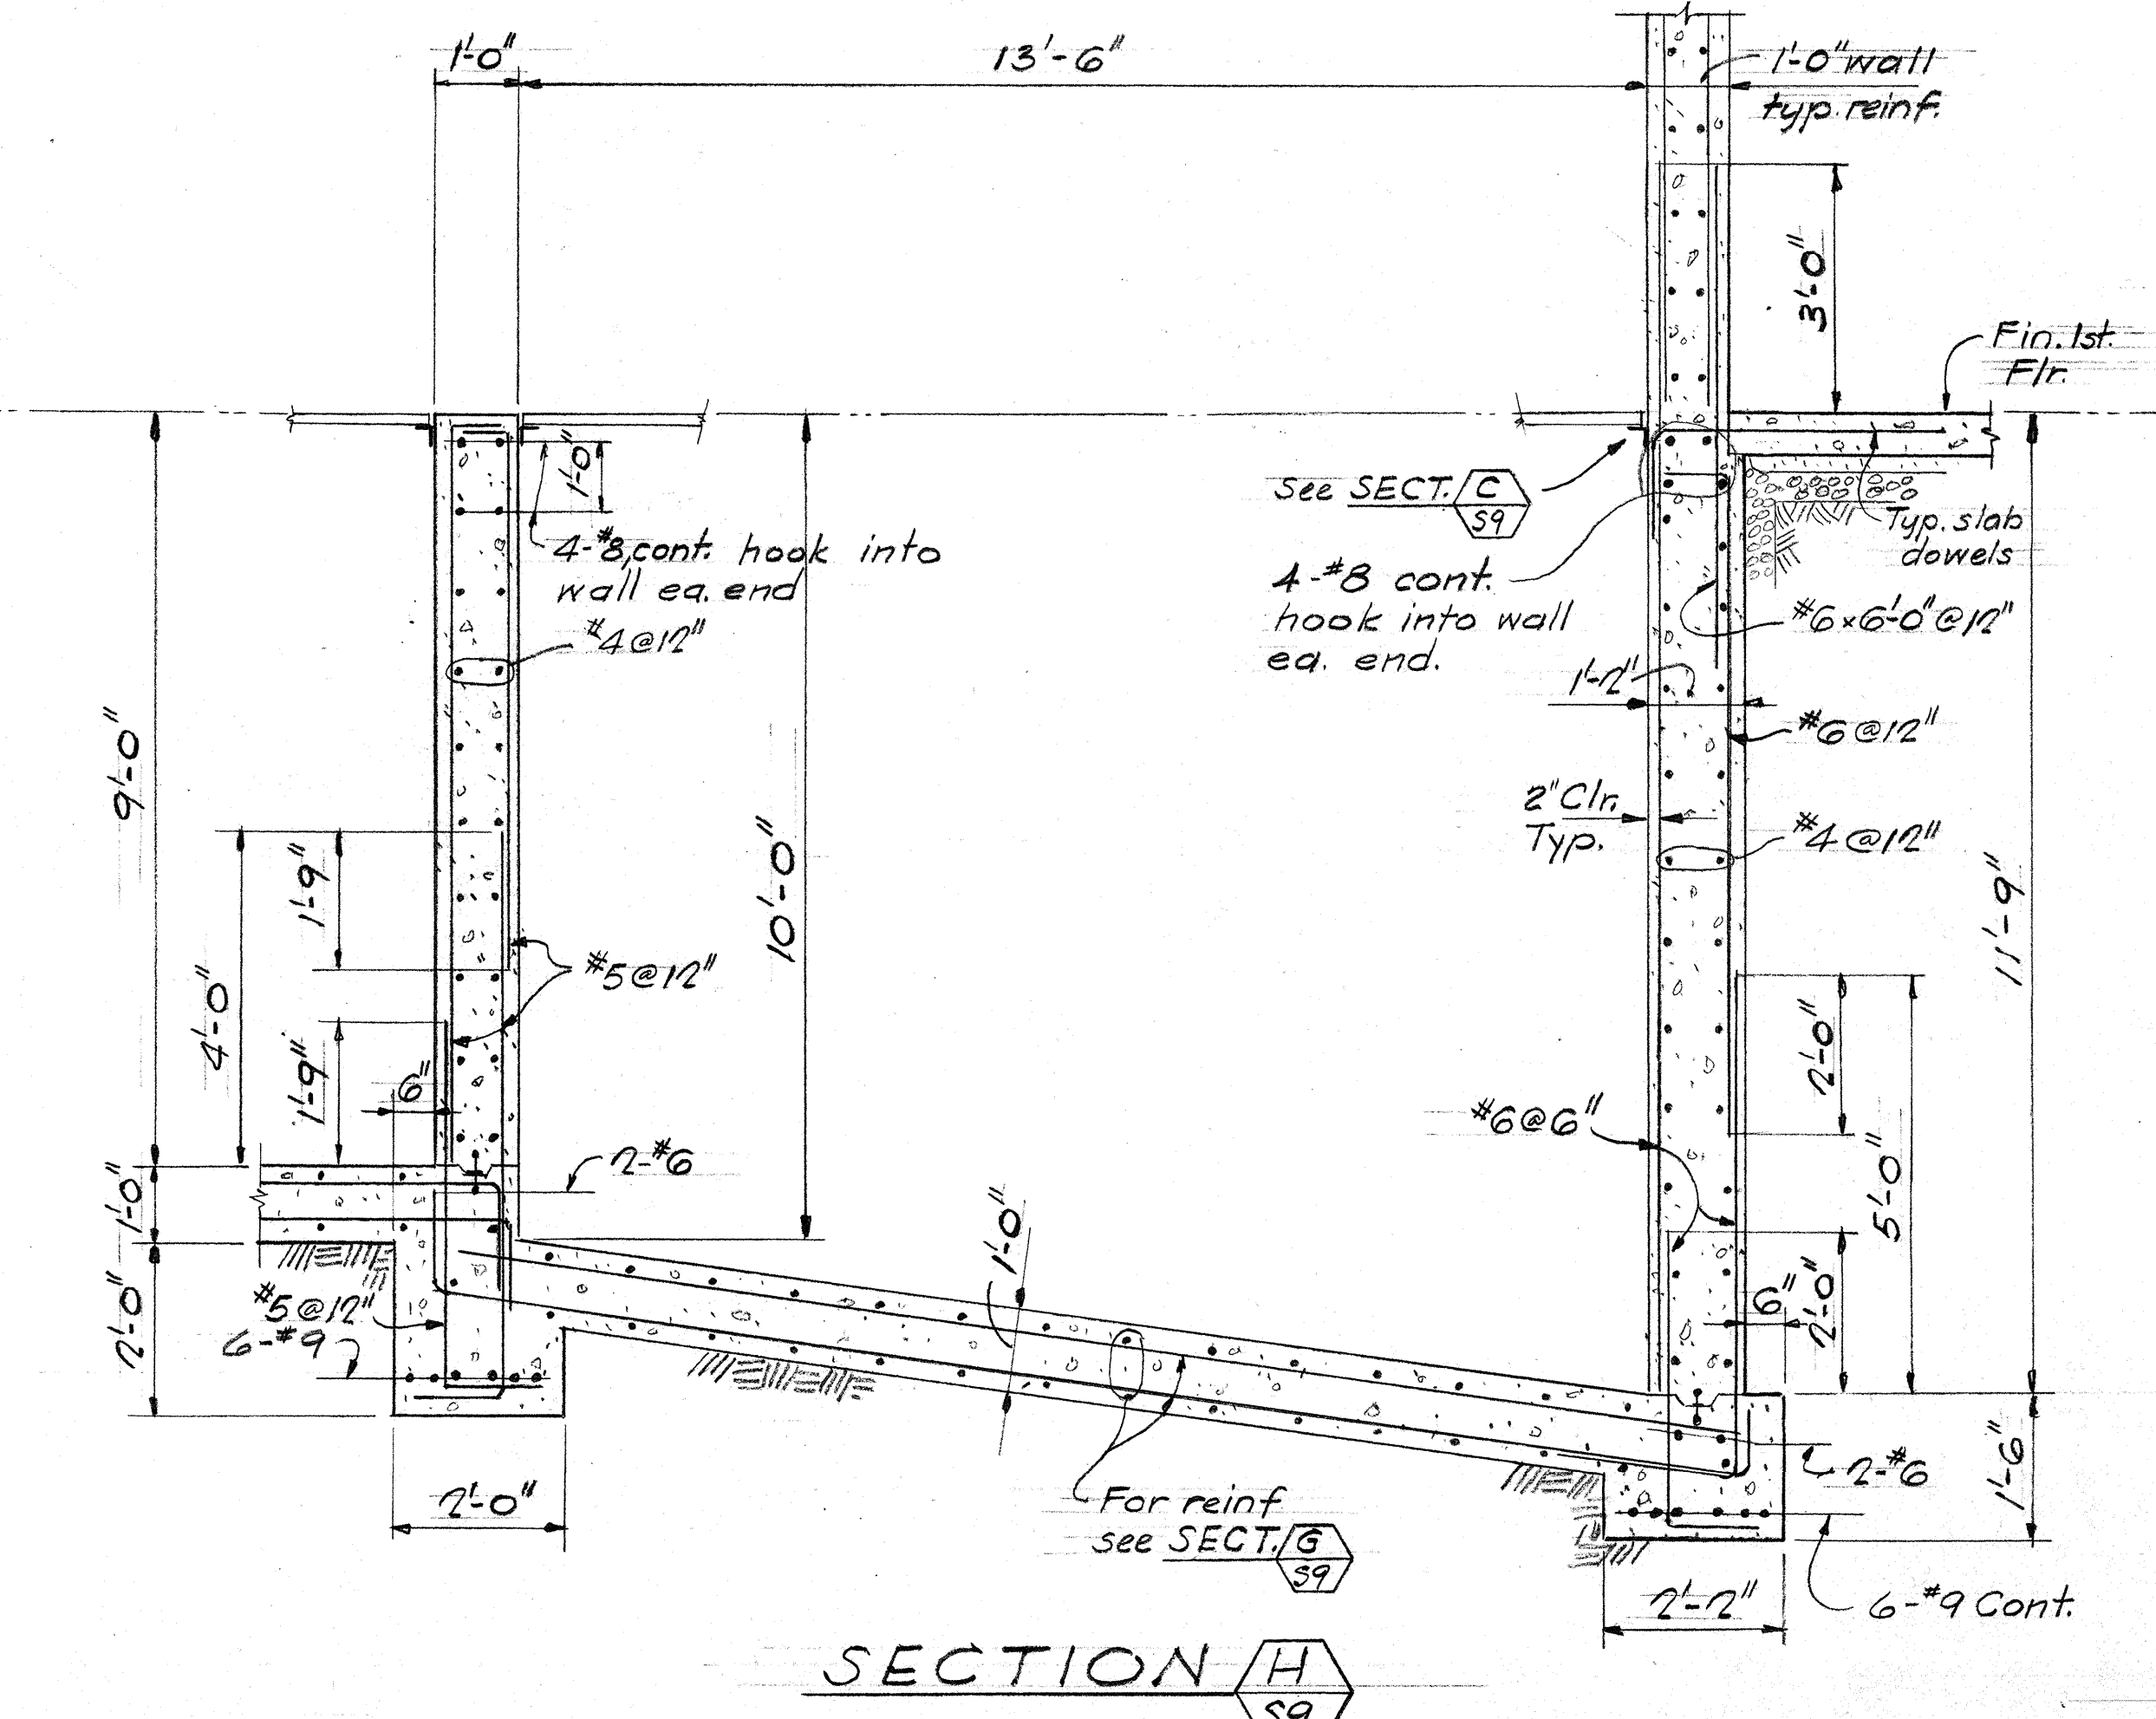 1'-0"
13'-6"
1'-0" wall
typ. reinf.
3'-0"
Fin. 1st.
Flr.
1'-0"
See SECT. C
S9
4-#8, cont. hook into
wall ea. end
#4@12"
Typ. slab
dowels
4-#8 cont.
hook into wall
ea. end.
#6x6'-0"@12"
1'-2"
#6@12"
9'-0"
2" Clr.
Typ.
#4@12"
1'-9"
10'-0"
11'-9"
4'-0"
#5@12"
1'-9"
6"
2'-0"
#6@6"
2-#6
5'-0"
1'-0"
1'-0"
2'-0"
#5@12"
6-#9
6"
2'-0"
2-#6
1'-6"
2'-0"
For reinf
see SECT. G
S9
2'-2"
6-#9 Cont.
SECTION H
S9